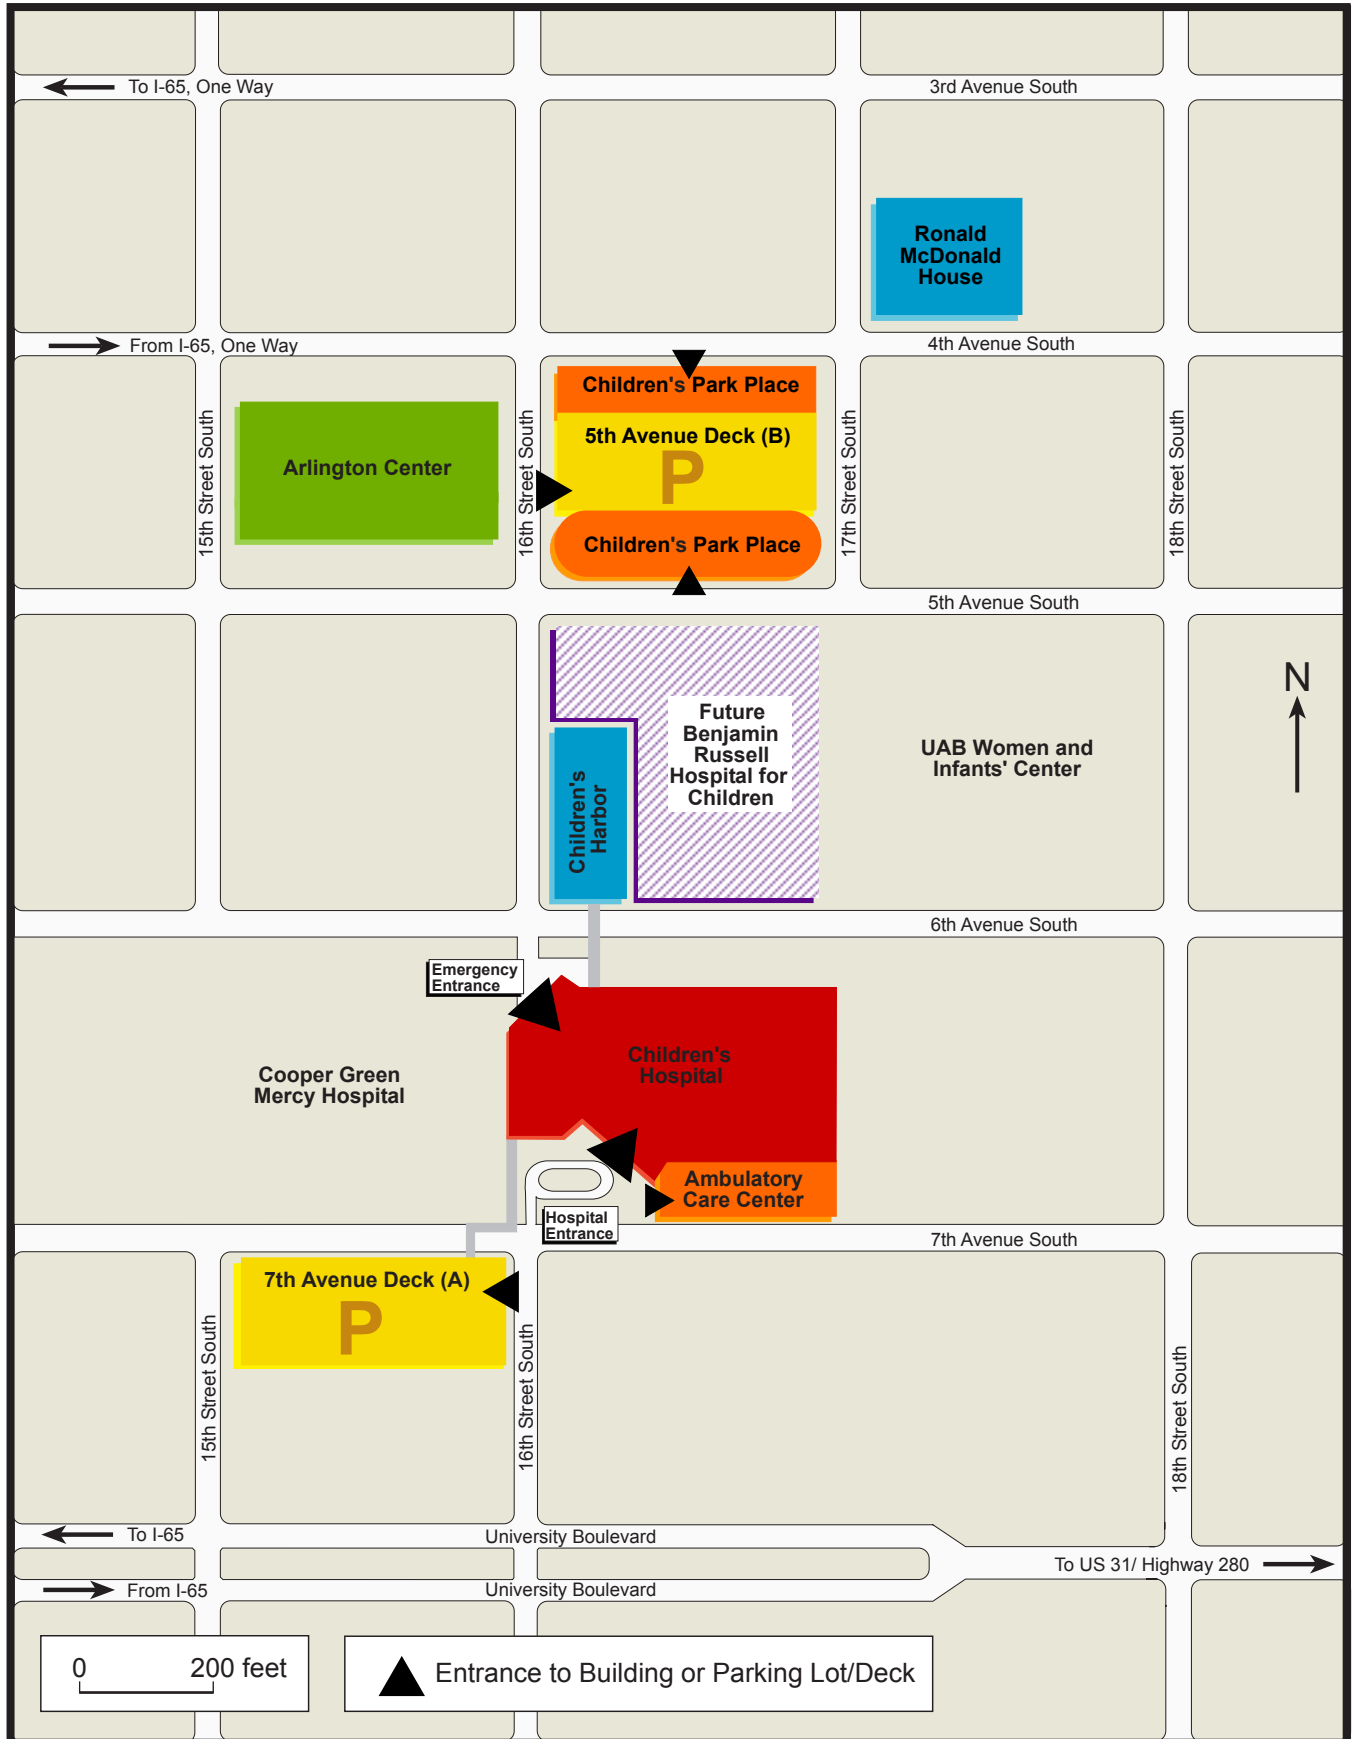 To I-65, One Way
3rd Avenue South
Ronald
McDonald
House
From I-65, One Way
4th Avenue South
Children's Park Place
5th Avenue Deck (B)
P
Children's Park Place
Arlington Center
15th Street South
16th Street South
17th Street South
18th Street South
5th Avenue South
N
Future
Benjamin
Russell
Hospital for
Children
UAB Women and
Infants' Center
Children's
Harbor
6th Avenue South
Emergency
Entrance
Children's
Hospital
Cooper Green
Mercy Hospital
Ambulatory
Care Center
Hospital
Entrance
7th Avenue South
7th Avenue Deck (A)
P
15th Street South
16th Street South
18th Street South
To I-65
University Boulevard
To US 31/ Highway 280
From I-65
University Boulevard
0 200 feet
Entrance to Building or Parking Lot/Deck